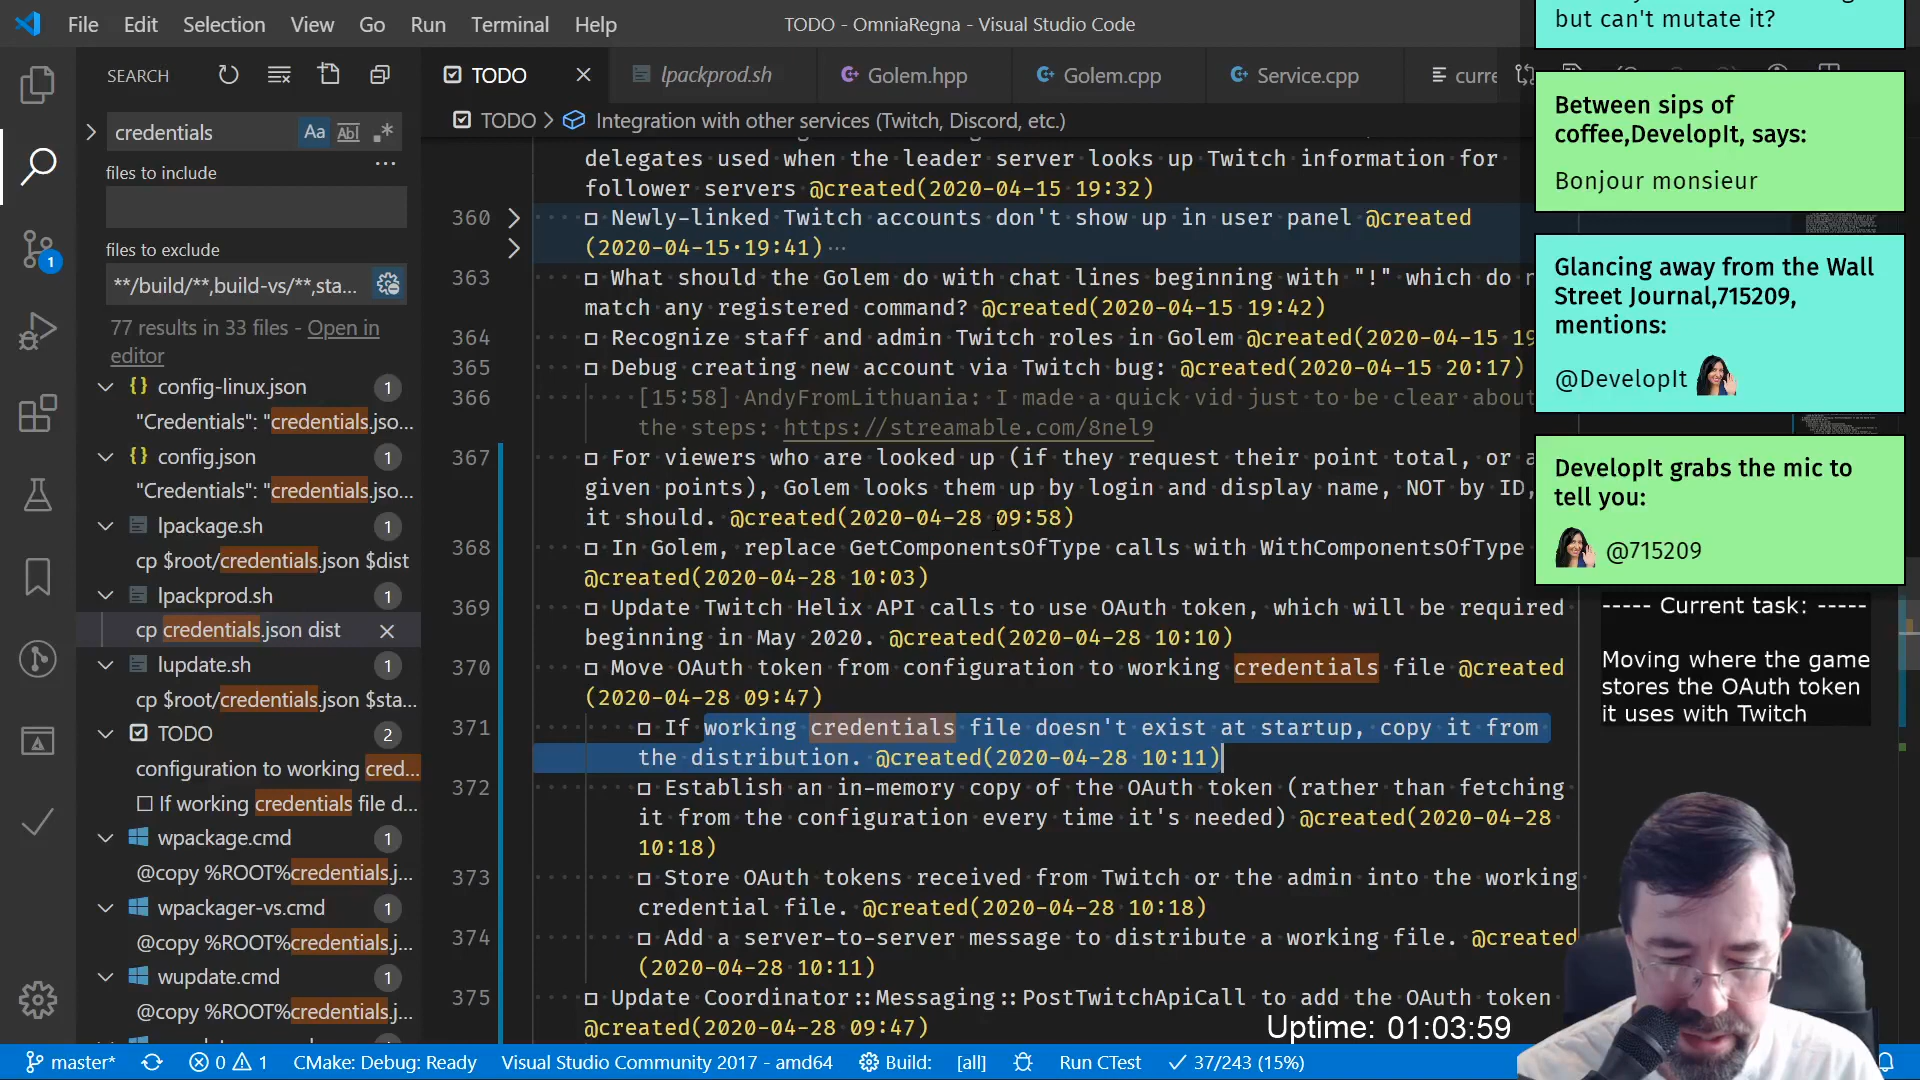 File Edit Selection View Go Run Terminal Help
TODO - OmniaRegna - Visual Studio Code
SEARCH
credentials
Aa Abl .*
files to include
files to exclude
**/build/**,build-vs/**,sta...
77 results in 33 files - Open in
editor
config-linux.json 1
"Credentials": "credentials.jso...
config.json 1
"Credentials": "credentials.jso...
lpackage.sh 1
cp $root/credentials.json $dist
lpackprod.sh 1
cp credentials.json dist
lupdate.sh 1
cp $root/credentials.json $sta...
TODO 2
configuration to working cred...
□ If working credentials file d...
wpackage.cmd 1
@copy %ROOT%credentials.j...
wpackager-vs.cmd 1
@copy %ROOT%credentials.j...
wupdate.cmd 1
@copy %ROOT%credentials.j...
1
TODO
lpackprod.sh
Golem.hpp
Golem.cpp
Service.cpp
curre
TODO > Integration with other services (Twitch, Discord, etc.)
delegates used when the leader server looks up Twitch information for
follower servers @created(2020-04-15 19:32)
360 □ Newly-linked Twitch accounts don't show up in user panel @created
(2020-04-15 19:41) ...
363 □ What should the Golem do with chat lines beginning with "!" which do n
match any registered command? @created(2020-04-15 19:42)
364 □ Recognize staff and admin Twitch roles in Golem @created(2020-04-15 19
365 □ Debug creating new account via Twitch bug: @created(2020-04-15 20:17)
366 [15:58] AndyFromLithuania: I made a quick vid just to be clear about
the steps: https://streamable.com/8nel9
367 □ For viewers who are looked up (if they request their point total, or a
given points), Golem looks them up by login and display name, NOT by ID,
it should. @created(2020-04-28 09:58)
368 □ In Golem, replace GetComponentsOfType calls with WithComponentsOfType
@created(2020-04-28 10:03)
369 □ Update Twitch Helix API calls to use OAuth token, which will be required
beginning in May 2020. @created(2020-04-28 10:10)
370 □ Move OAuth token from configuration to working credentials file @created
(2020-04-28 09:47)
371 □ If working credentials file doesn't exist at startup, copy it from
the distribution. @created(2020-04-28 10:11)
372 □ Establish an in-memory copy of the OAuth token (rather than fetching
it from the configuration every time it's needed) @created(2020-04-28
10:18)
373 □ Store OAuth tokens received from Twitch or the admin into the working
credential file. @created(2020-04-28 10:18)
374 □ Add a server-to-server message to distribute a working file. @created
(2020-04-28 10:11)
375 □ Update Coordinator::Messaging::PostTwitchApiCall to add the OAuth token
@created(2020-04-28 09:47)
but can't mutate it?
Between sips of
coffee,DevelopIt, says:
Bonjour monsieur
Glancing away from the Wall
Street Journal,715209,
mentions:
@DevelopIt
DevelopIt grabs the mic to
tell you:
@715209
----- Current task: -----
Moving where the game
stores the OAuth token
it uses with Twitch
Uptime: 01:03:59
master* 0 1 CMake: Debug: Ready Visual Studio Community 2017 - amd64 Build: [all] Run CTest 37/243 (15%)